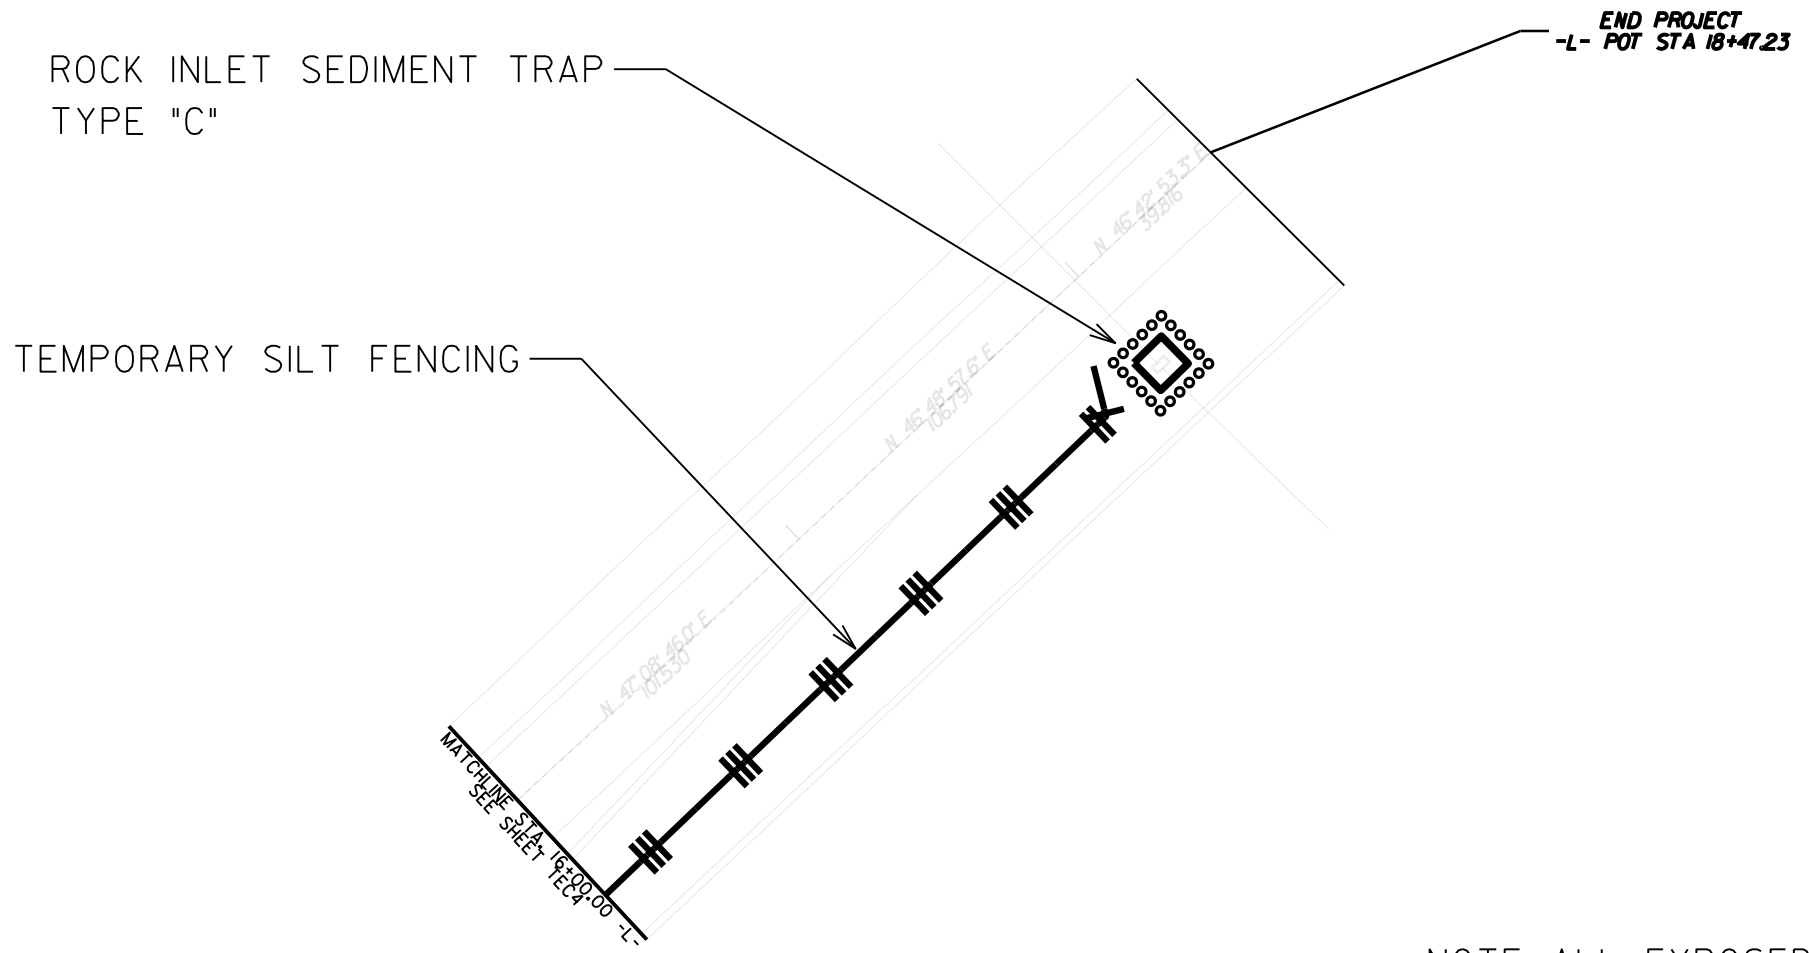 END PROJECT
-L- POT STA 18+47.23
ROCK INLET SEDIMENT TRAP
TYPE "C"
N 46° 42' 53.3" E
39.816
TEMPORARY SILT FENCING
N 46° 48' 57.6" E
106.791
N 47° 08' 46.0" E
101.530
MATCHLINE STA. 16+00.00 -L-
SEE SHEET TEC4
NOTE ALL EXPOSED